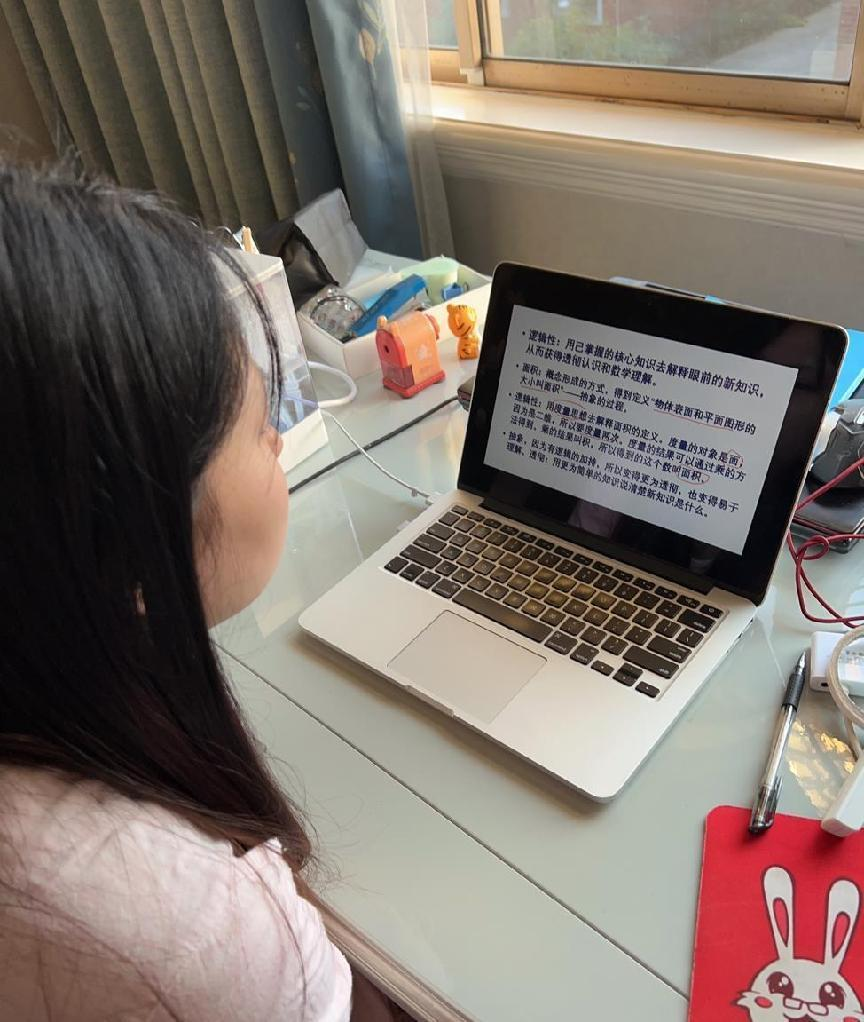 • 逻辑性：用己掌握的核心知识去解释眼前的新知识，
从而获得透彻认识和数学理解。
• 面积：概念形成的方式，得到定义“物体表面和平面图形的
大小叫面积”——抽象的过程。
• 逻辑性：用度量思想去解释面积的定义。度量的对象是面，
因为是二维，所以要度量两次。度量的结果可以通过乘的方
法得到，乘的结果叫积，所以得到的这个数叫面积，
• 抽象，因为有逻辑的加持，所以变得更为透彻，也变得易于
理解。透彻：用更为简单的知识说清楚新知识是什么。